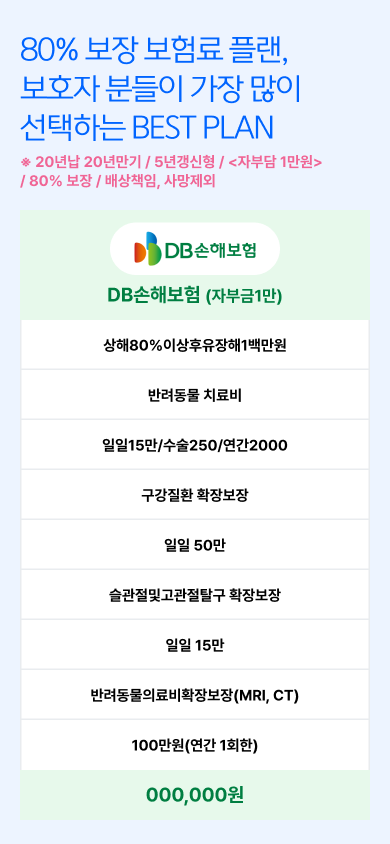 80% 보장 보험료 플랜,
보호자 분들이 가장 많이
선택하는 BEST PLAN
※ 20년납 20년만기 / 5년갱신형 / <자부담 1만원>
/ 80% 보장 / 배상책임, 사망제외
DB손해보험
DB손해보험 (자부금1만)
상해80%이상후유장해1백만원
반려동물 치료비
일일15만/수술250/연간2000
구강질환 확장보장
일일 50만
슬관절및고관절탈구 확장보장
일일 15만
반려동물의료비확장보장(MRI, CT)
100만원(연간 1회한)
000,000원